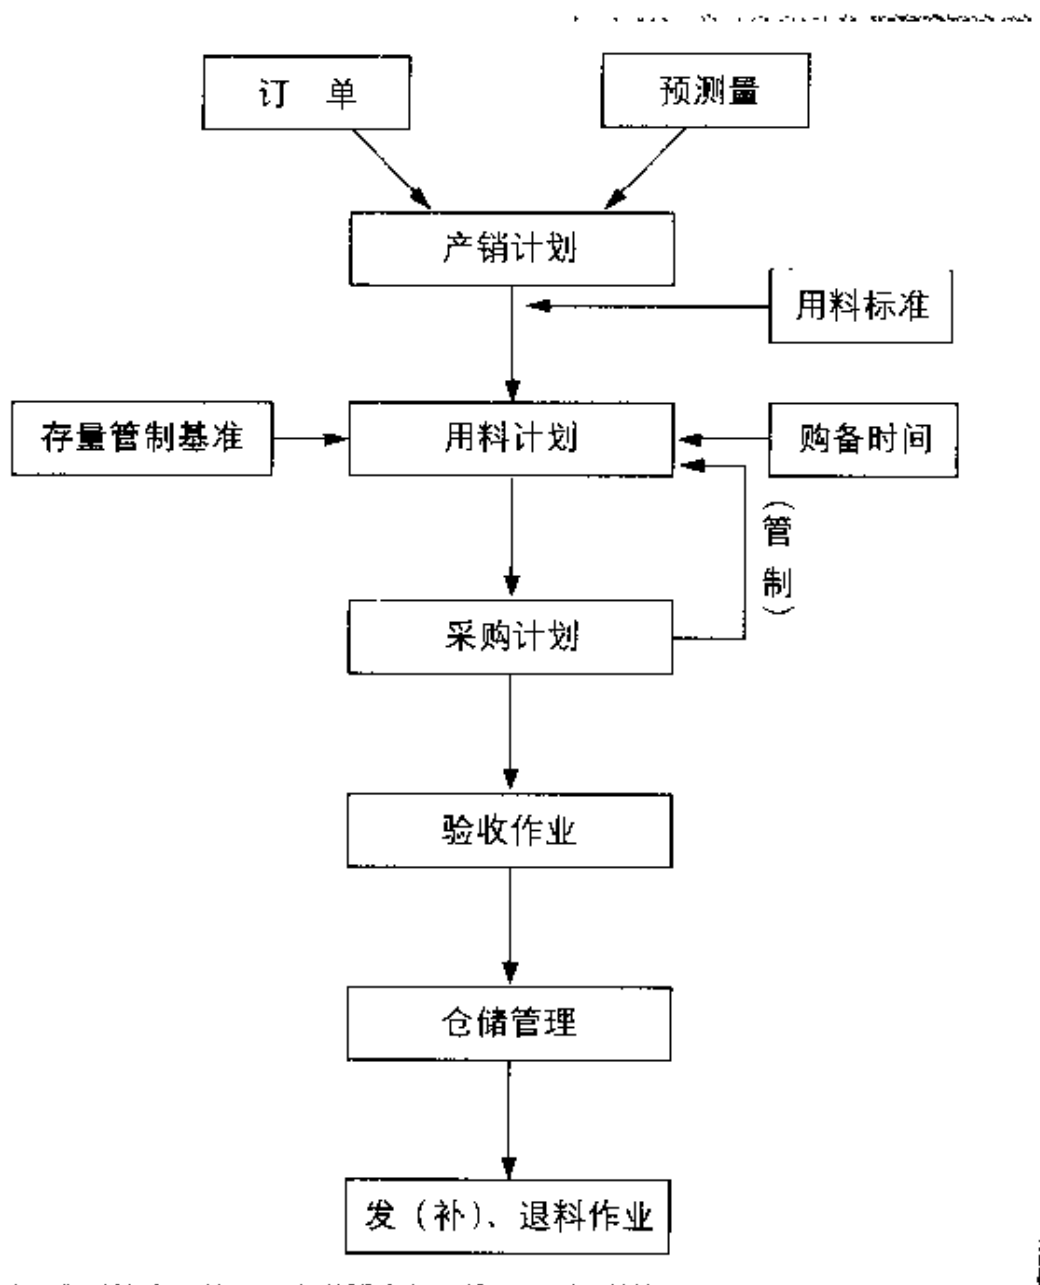 订 单
预测量
产销计划
用料标准
存量管制基准
用料计划
购备时间
（管制）
采购计划
验收作业
仓储管理
发（补）、退料作业